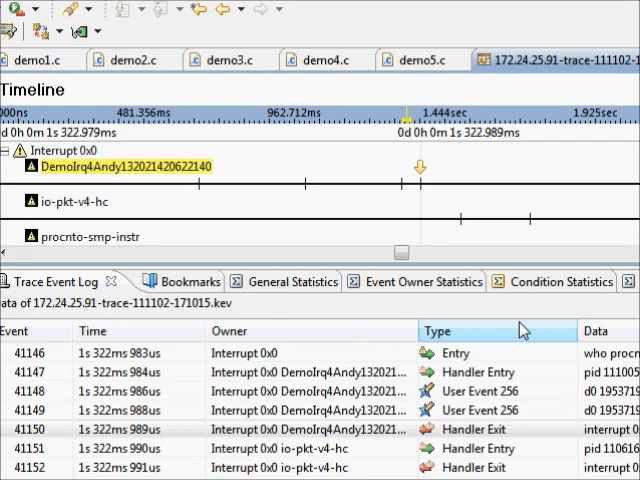 demo1.c demo2.c demo3.c demo4.c demo5.c 172.24.25.91-trace-111102-1
Timeline
000ns 481.356ms 962.712ms 1.444sec 1.925sec
0d 0h 0m 1s 322.979ms 0d 0h 0m 1s 322.989ms
Interrupt 0x0
DemoIrq4Andy132021420622140
io-pkt-v4-hc
procnto-smp-instr
Trace Event Log Bookmarks General Statistics Event Owner Statistics Condition Statistics
ata of 172.24.25.91-trace-111102-171015.kev
Event Time Owner Type Data
41146 1s 322ms 983us Interrupt 0x0 Entry who procn
41147 1s 322ms 984us Interrupt 0x0 DemoIrq4Andy132021... Handler Entry pid 111005
41148 1s 322ms 986us Interrupt 0x0 DemoIrq4Andy132021... User Event 256 d0 1953719
41149 1s 322ms 988us Interrupt 0x0 DemoIrq4Andy132021... User Event 256 d0 1953719
41150 1s 322ms 989us Interrupt 0x0 DemoIrq4Andy132021... Handler Exit interrupt 0
41151 1s 322ms 990us Interrupt 0x0 io-pkt-v4-hc Handler Entry pid 110616
41152 1s 322ms 991us Interrupt 0x0 io-pkt-v4-hc Handler Exit interrupt 0